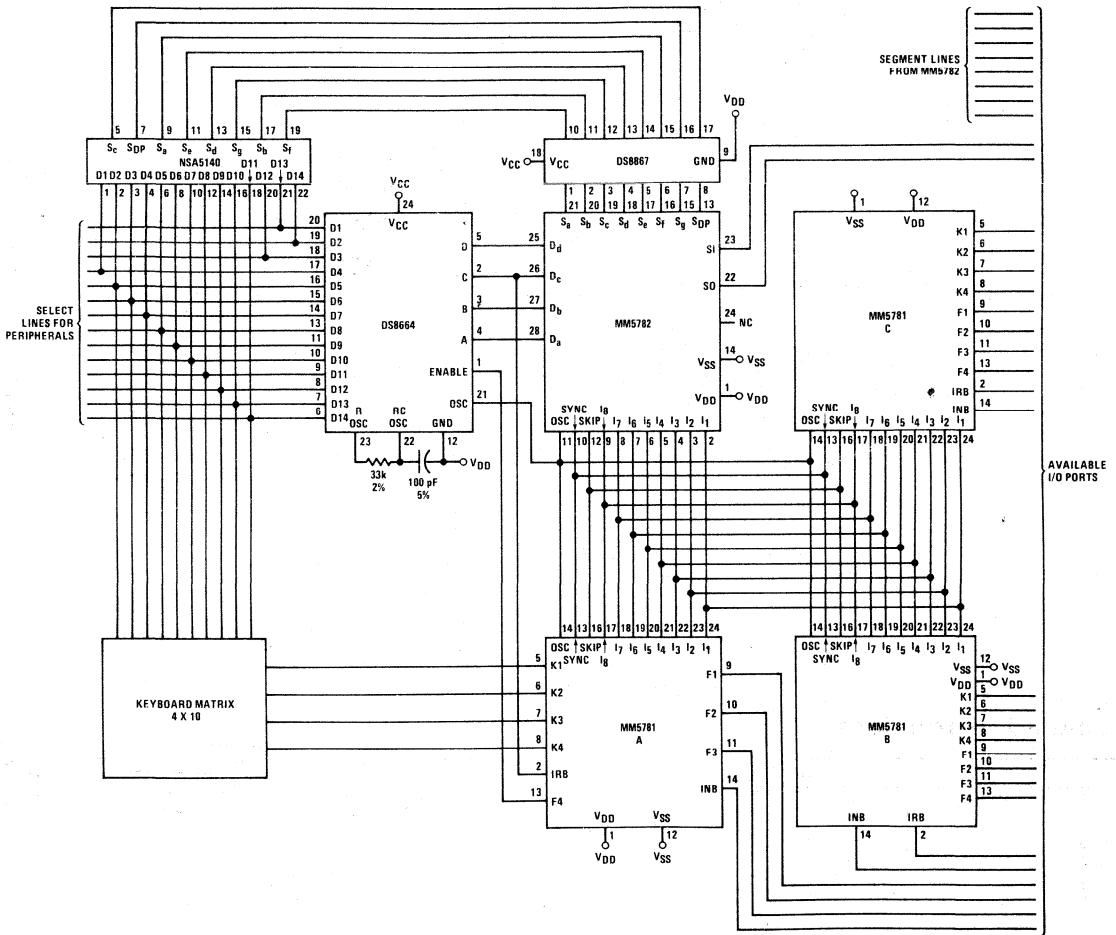 SEGMENT LINES
FROM MM5782
VDD
5 7 9 11 13 15 17 19
10 11 12 13 14 15 16 17
Sc SDP Sa Se Sd Sg Sb Sf
NSA5140 D11 D13
D1 D2 D3 D4 D5 D6 D7 D8 D9 D10 D12 D14
1 2 3 4 6 8 10 12 14 16 18 20 21 22
VCC 18 VCC DS8867 GND 9
1 2 3 4 5 6 7 8
21 20 19 18 17 16 15 13
Sa Sb Sc Sd Se Sf Sg SDP
VCC
24
VCC
SELECT
LINES FOR
PERIPHERALS
20 D1
19 D2
18 D3
17 D4
16 D5
15 D6
14 D7
13 D8
11 D9
10 D10
9 D11
8 D12
7 D13
6 D14
DS8664
D 5 25 Dd
C 2 26 Dc
B 3 27 Db
A 4 28 Da
ENABLE 1
OSC 21
R OSC
RC OSC
GND
23 22 12
33k
2%
100 pF
5%
VDD
MM5782
SI 23
SO 22
24 NC
VSS 14 VSS
VDD 1 VDD
SYNC I8
OSC SKIP I7 I6 I5 I4 I3 I2 I1
11 10 12 9 8 7 6 5 4 3 2
1 12
VSS VDD
MM5781
C
K1 5
K2 6
K3 7
K4 8
F1 9
F2 10
F3 11
F4 13
IRB 2
INB 14
SYNC I8
OSC SKIP I7 I6 I5 I4 I3 I2 I1
14 13 16 17 18 19 20 21 22 23 24
AVAILABLE
I/O PORTS
KEYBOARD MATRIX
4 X 10
14 13 16 17 18 19 20 21 22 23 24
OSC SKIP I7 I6 I5 I4 I3 I2 I1
SYNC I8
5 K1
6 K2
7 K3
8 K4
2 IRB
13 F4
MM5781
A
F1 9
F2 10
F3 11
INB 14
VDD VSS
1 12
VDD VSS
14 13 16 17 18 19 20 21 22 23 24
OSC SKIP I7 I6 I5 I4 I3 I2 I1
SYNC I8
VSS 12 VSS
VDD 1 VDD
K1 5
K2 6
K3 7
K4 8
F1 9
F2 10
F3 11
F4 13
MM5781
B
INB IRB
14 2